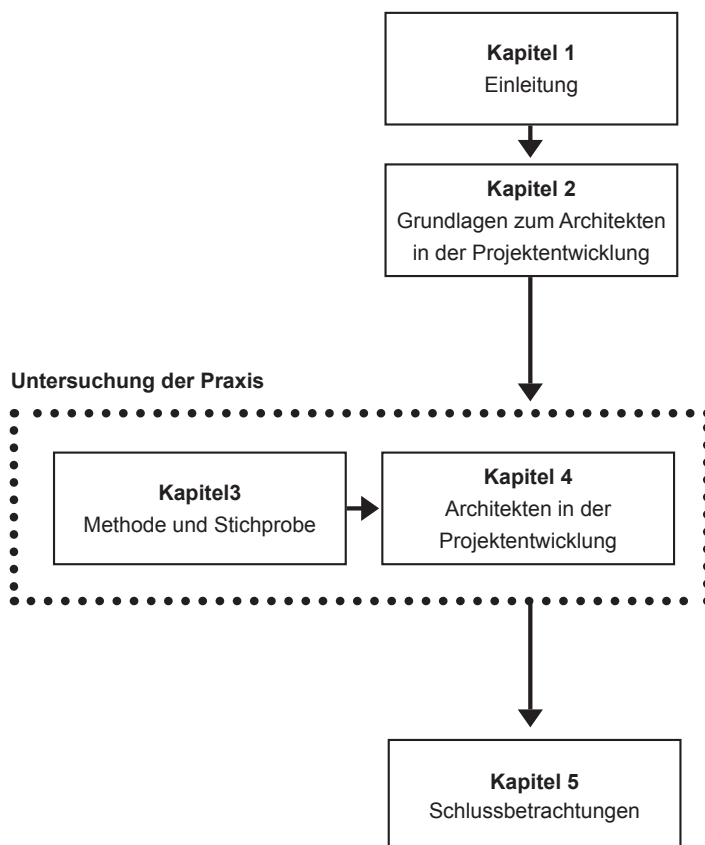 Kapitel 1
Einleitung
Kapitel 2
Grundlagen zum Architekten
in der Projektentwicklung
Untersuchung der Praxis
Kapitel3
Methode und Stichprobe
Kapitel 4
Architekten in der
Projektentwicklung
Kapitel 5
Schlussbetrachtungen